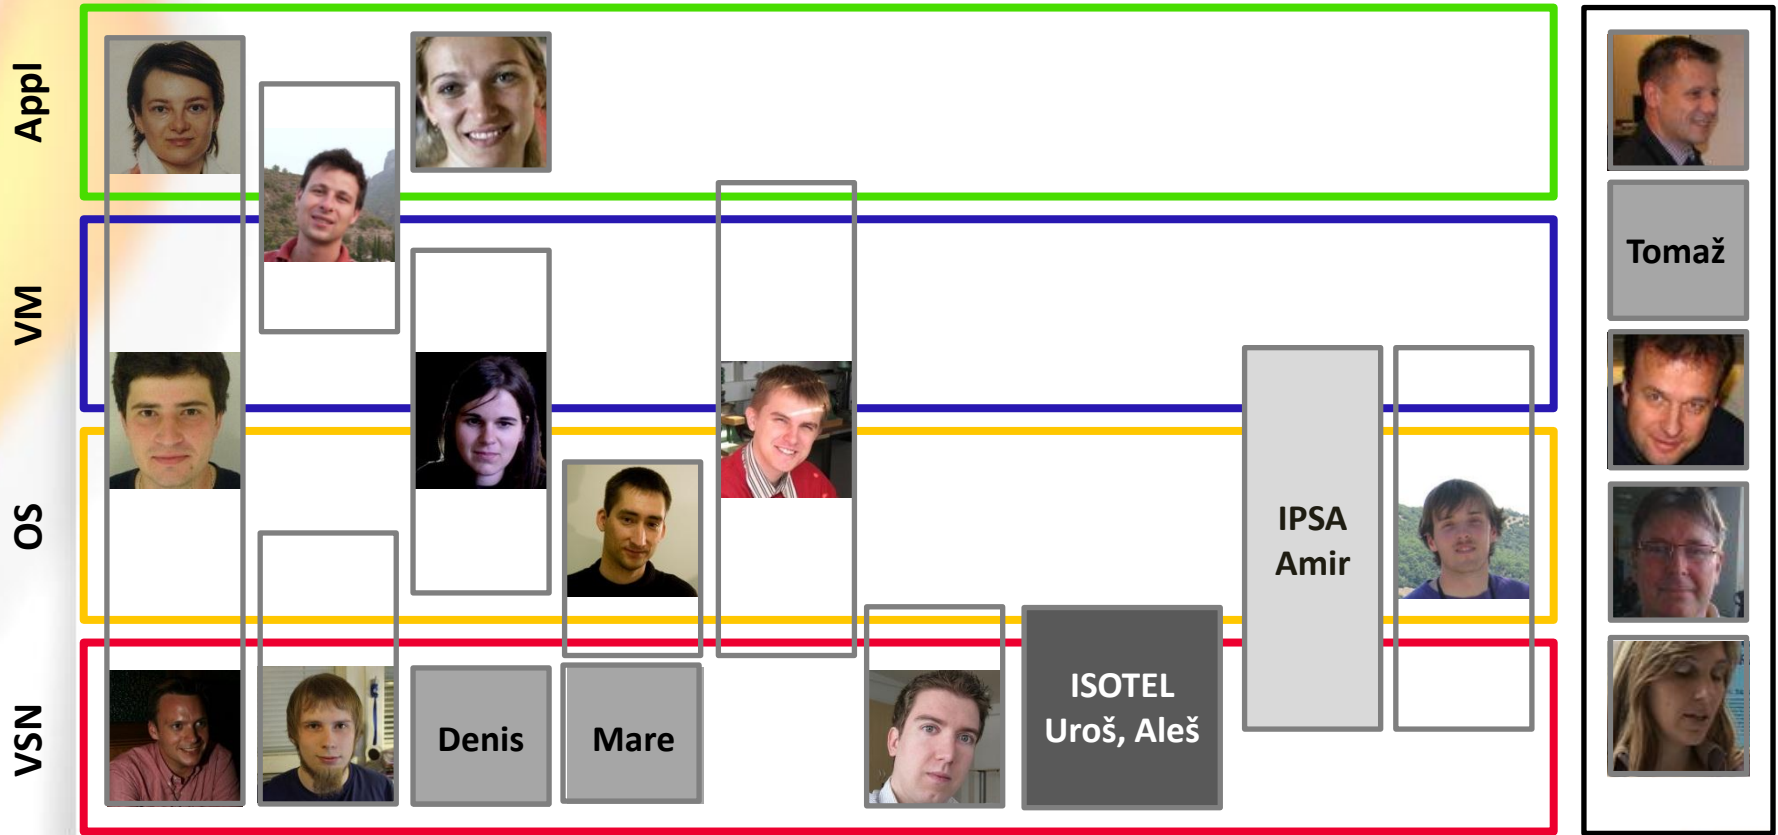 Appl
VM
OS
VSN
Denis
Mare
ISOTEL
Uroš, Aleš
IPSA
Amir
Tomaž